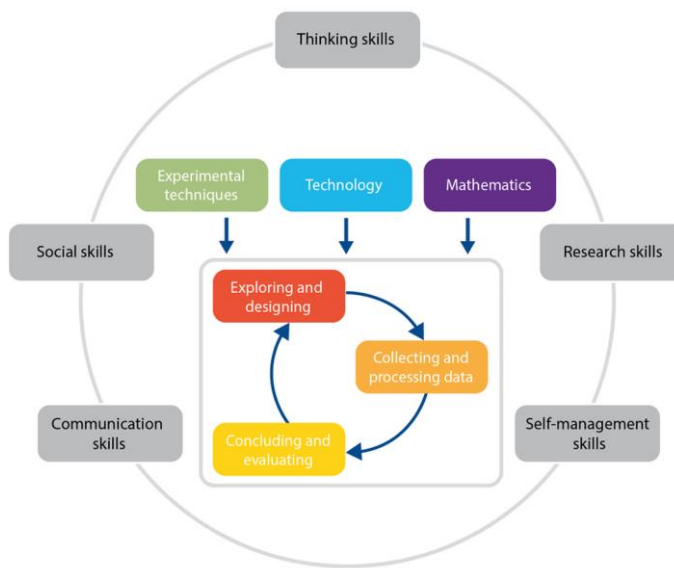 Thinking skills
Experimental
techniques
Technology
Mathematics
Social skills
Research skills
Exploring and
designing
Collecting and
processing data
Communication
skills
Self-management
skills
Concluding and
evaluating